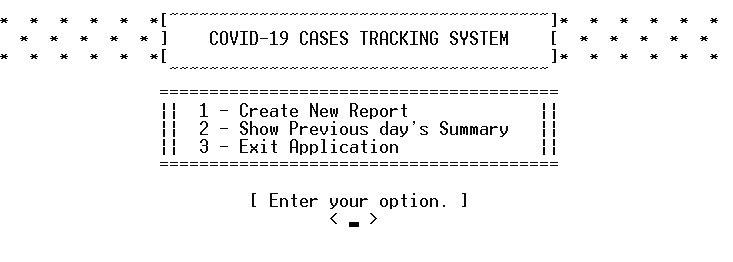 ~~~~~~~~~~~~~~~~~~~~~~~~~~~~~~~~~~~~~~
* * * * * *[ ]* * * * * *
* * * * * ] COVID-19 CASES TRACKING SYSTEM [ * * * * *
* * * * * *[ ]* * * * * *
~~~~~~~~~~~~~~~~~~~~~~~~~~~~~~~~~~~~~~
========================================
|| 1 - Create New Report ||
|| 2 - Show Previous day's Summary ||
|| 3 - Exit Application ||
========================================
[ Enter your option. ]
< _ >